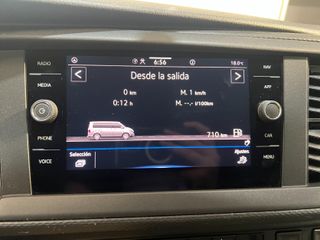 RADIO
6:56
18.0°C
NAV
MEDIA
Desde la salida
APP
0 km
M. 1 km/h
0:12 h
M. --.- l/100km
PHONE
CAR
710 km
VOICE
Selección
Ajustes
MENU